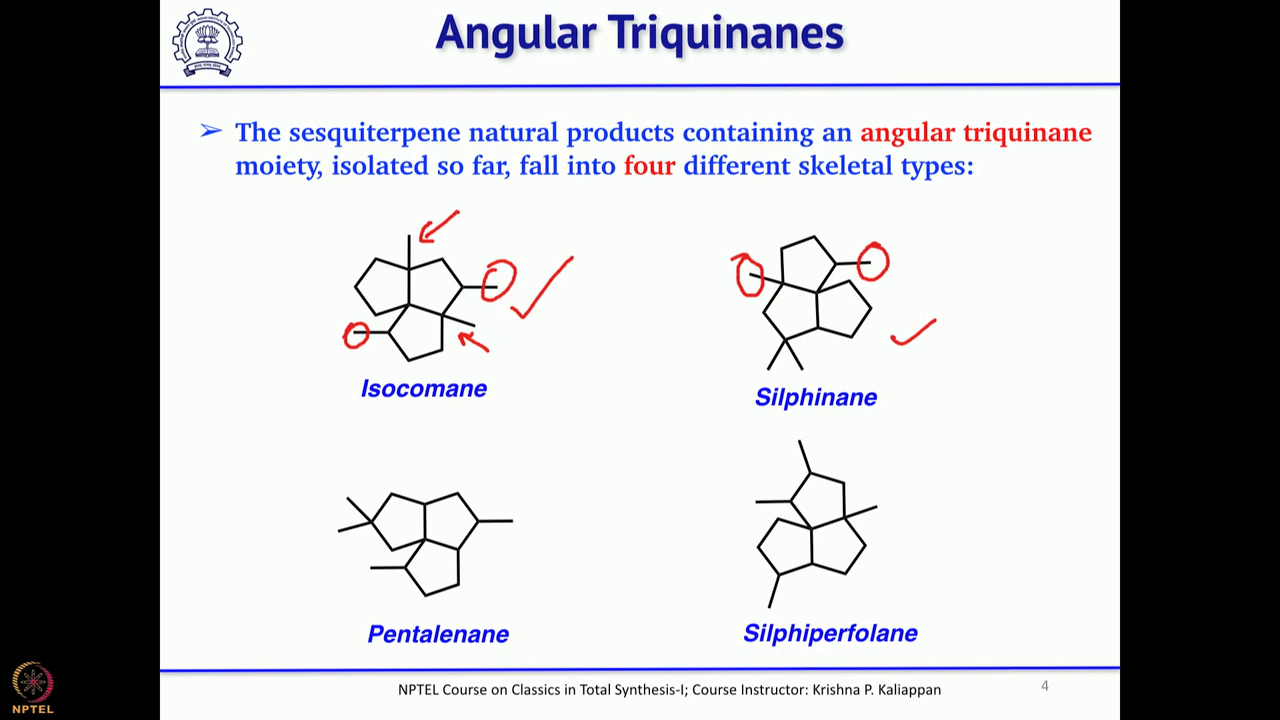 Angular Triquinanes
➢ The sesquiterpene natural products containing an angular triquinane
moiety, isolated so far, fall into four different skeletal types:
Isocomane
Silphinane
Pentalenane
Silphiperfolane
NPTEL Course on Classics in Total Synthesis-I; Course Instructor: Krishna P. Kaliappan
4
NPTEL